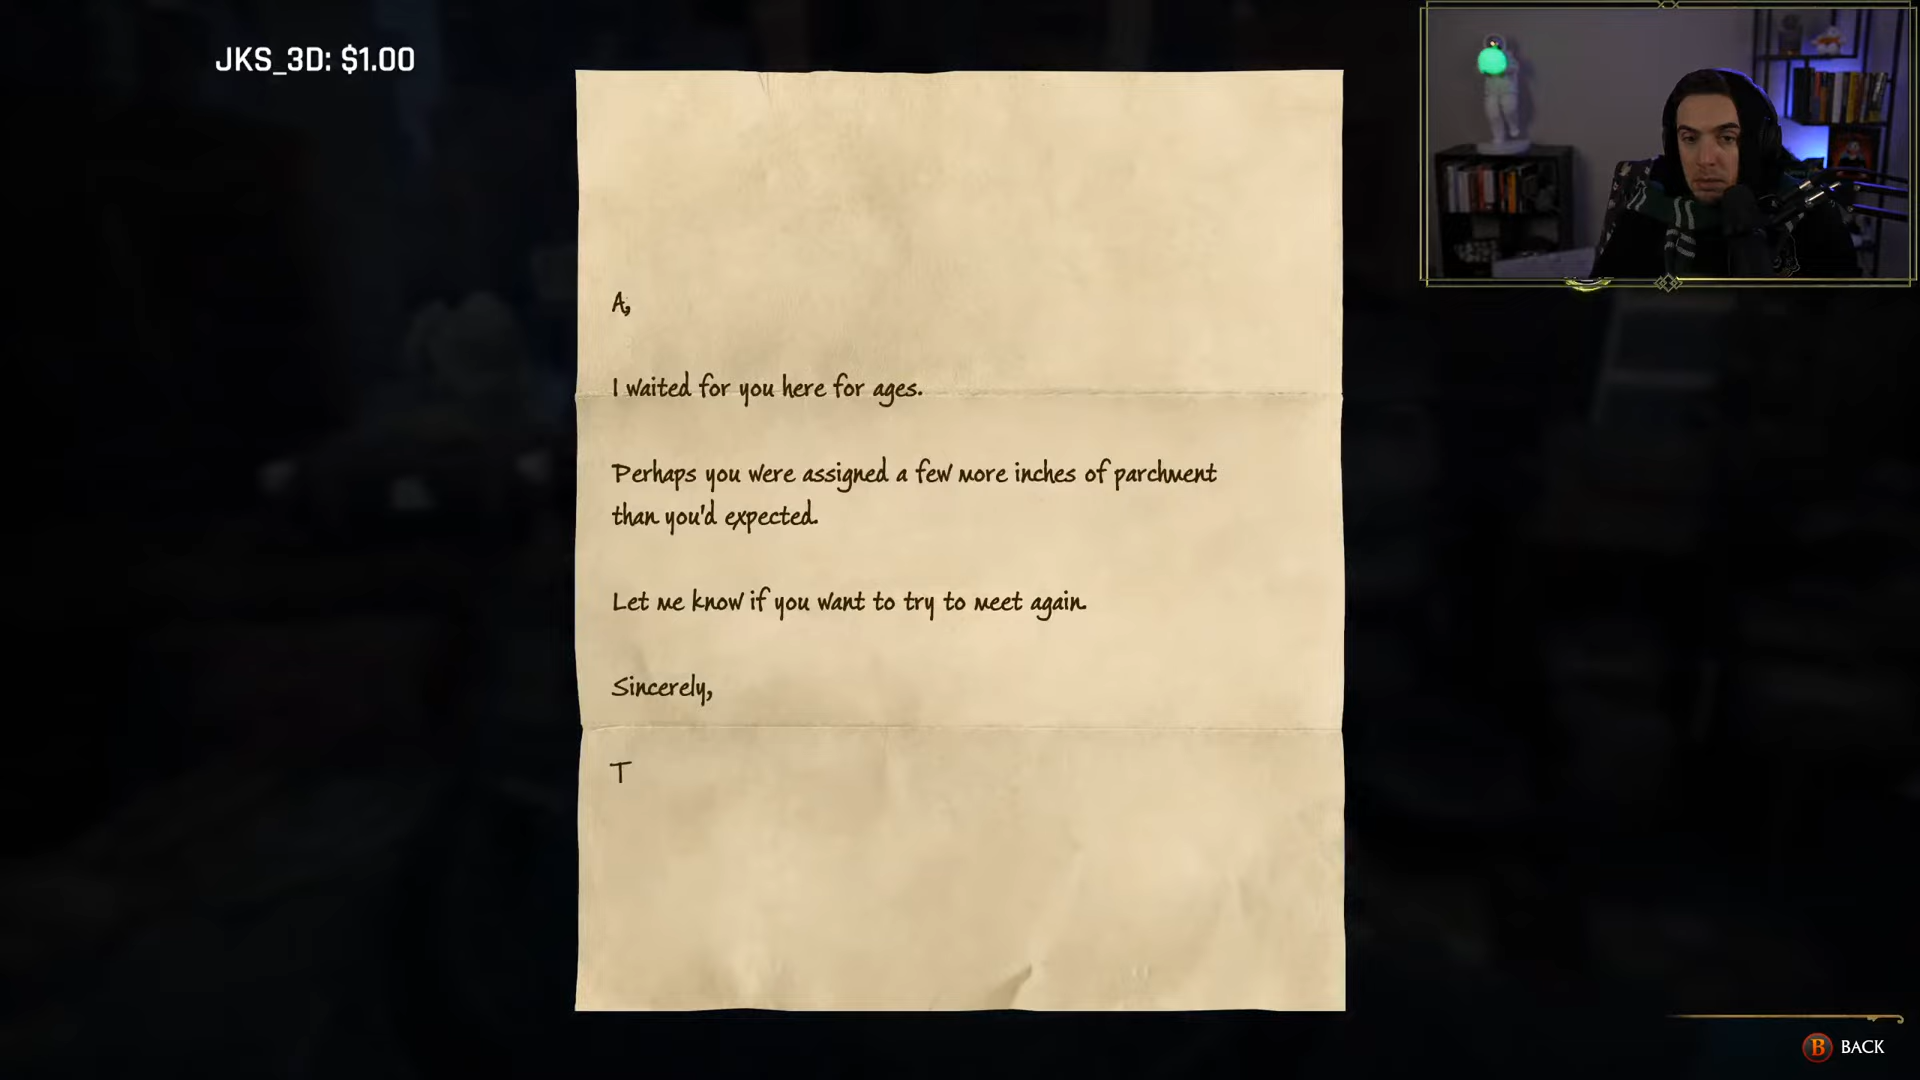 JKS_3D: $1.00
A,
I waited for you here for ages.
Perhaps you were assigned a few more inches of parchment
than you'd expected.
Let me know if you want to try to meet again.
Sincerely,
T
B BACK